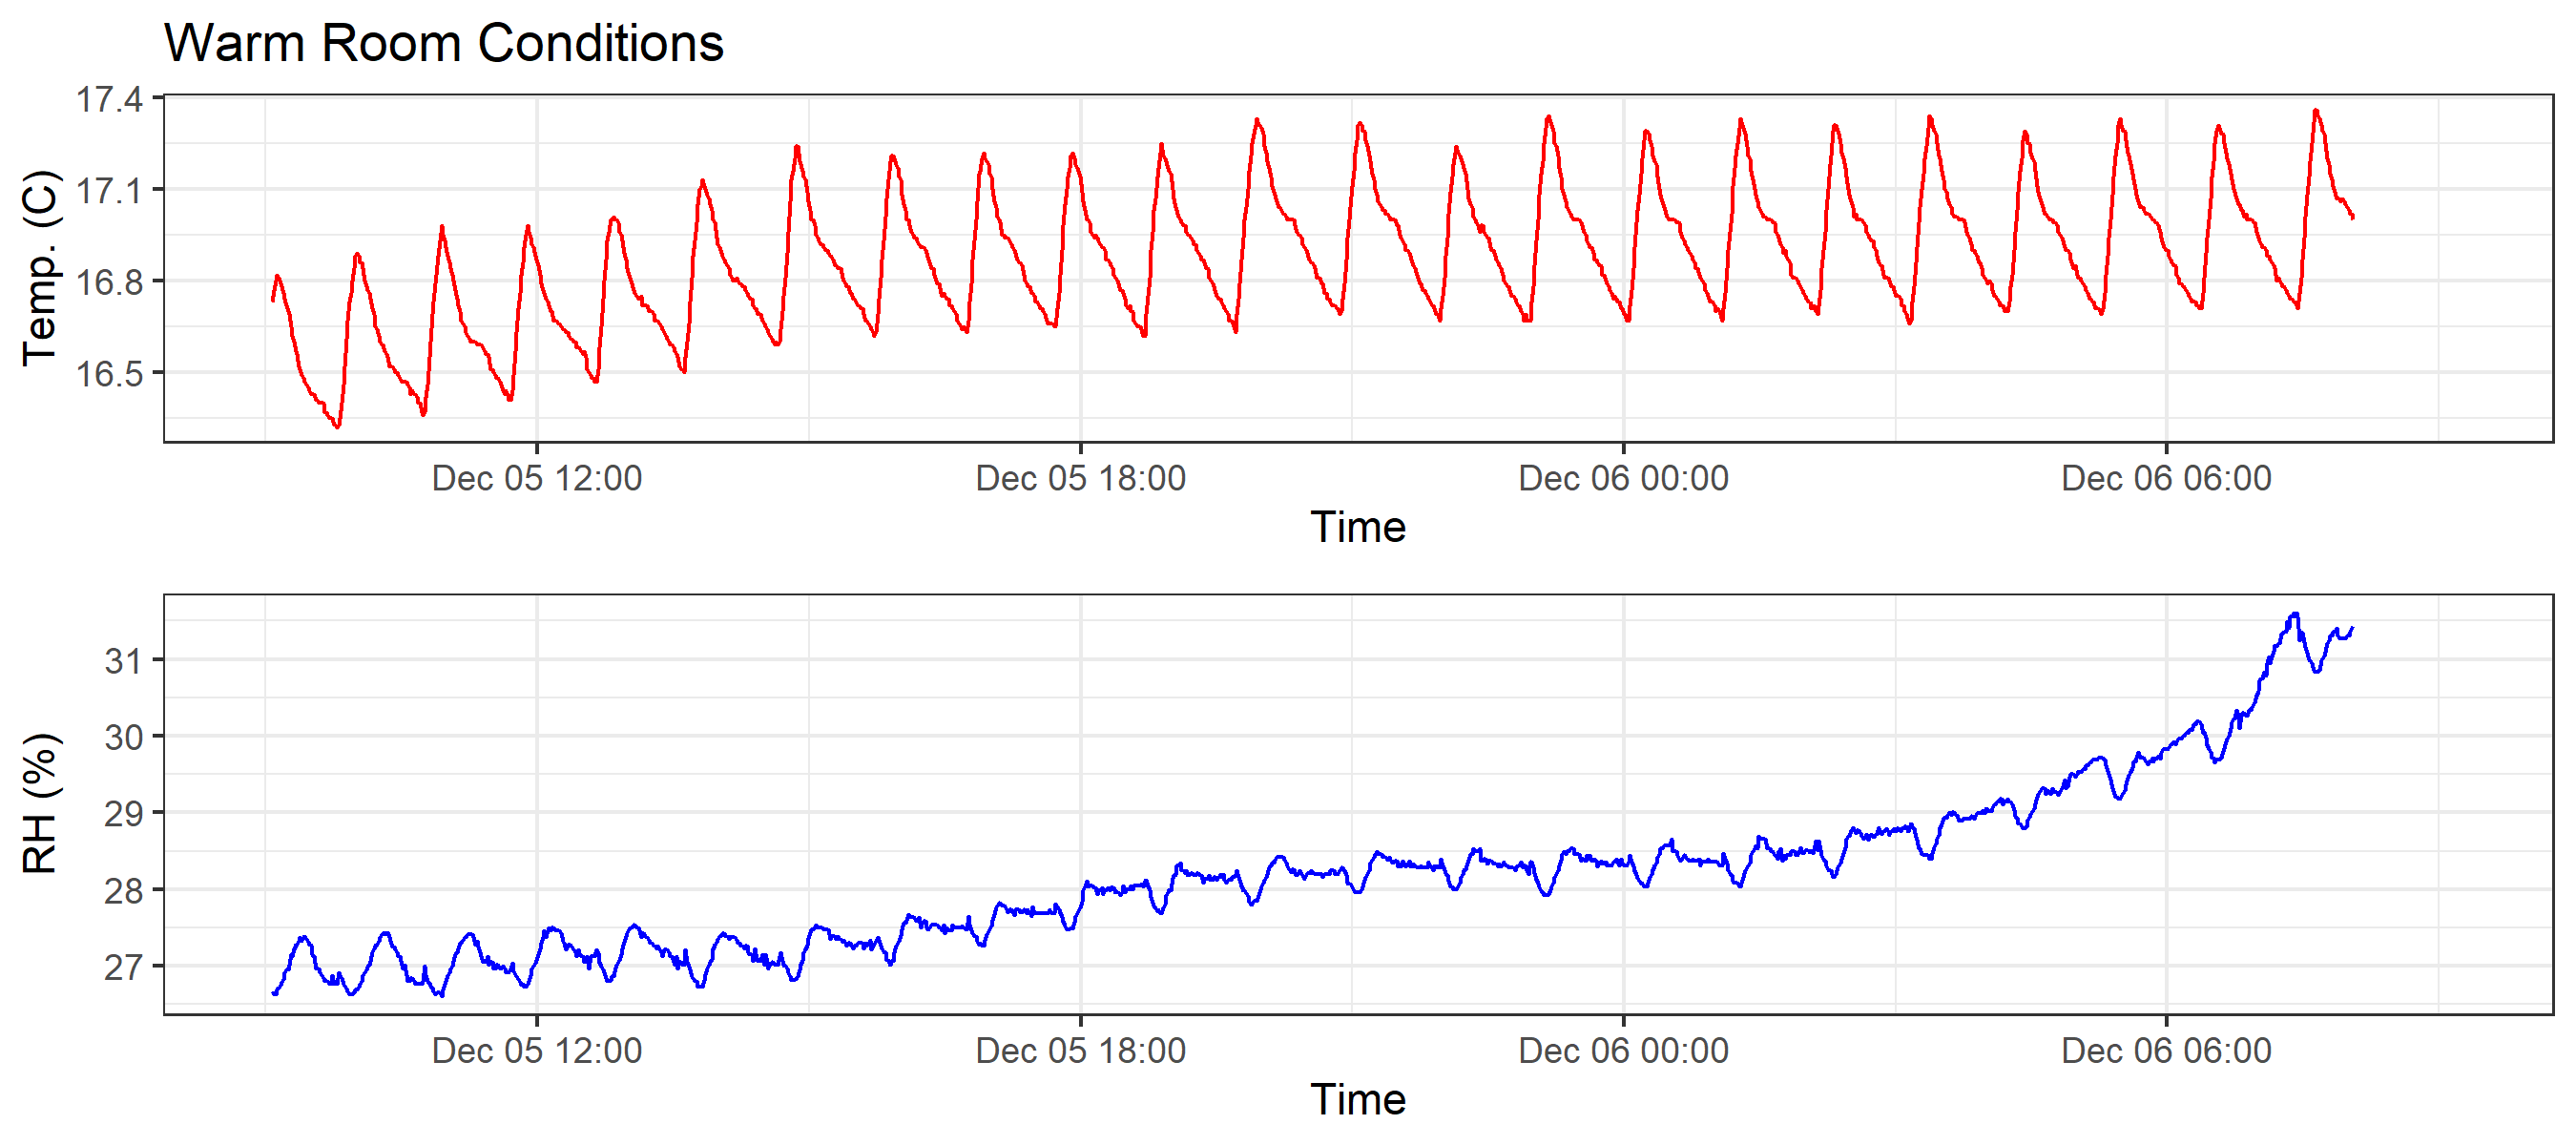 Warm Room Conditions
Temp. (C)
17.4
17.1
16.8
16.5
Dec 05 12:00 Dec 05 18:00 Dec 06 00:00 Dec 06 06:00
Time
RH (%)
31
30
29
28
27
Dec 05 12:00 Dec 05 18:00 Dec 06 00:00 Dec 06 06:00
Time